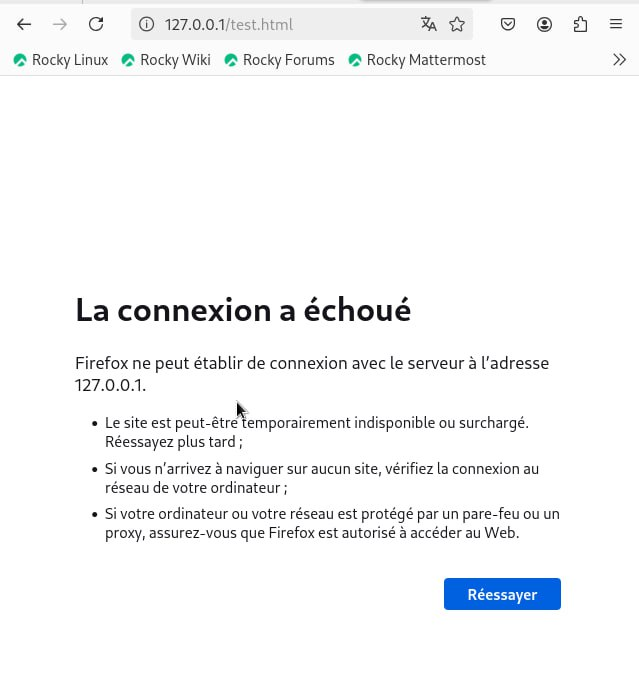 127.0.0.1/test.html
Rocky Linux Rocky Wiki Rocky Forums Rocky Mattermost
La connexion a échoué
Firefox ne peut établir de connexion avec le serveur à l’adresse
127.0.0.1.
• Le site est peut-être temporairement indisponible ou surchargé.
Réessayez plus tard ;
• Si vous n’arrivez à naviguer sur aucun site, vérifiez la connexion au
réseau de votre ordinateur ;
• Si votre ordinateur ou votre réseau est protégé par un pare-feu ou un
proxy, assurez-vous que Firefox est autorisé à accéder au Web.
Réessayer